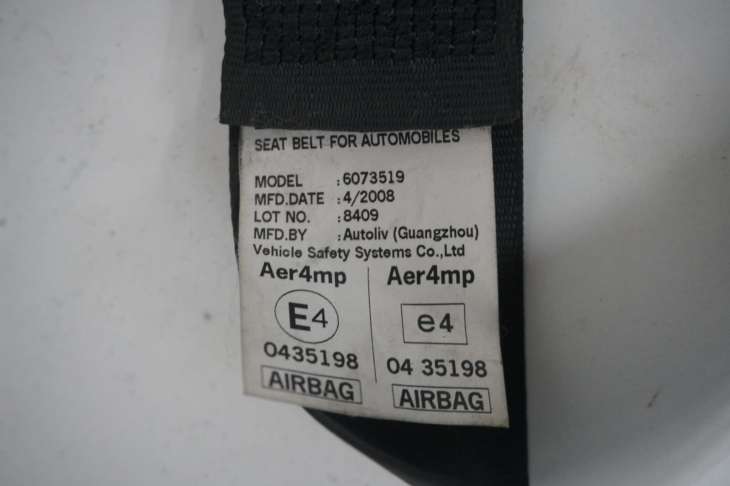 SEAT BELT FOR AUTOMOBILES
MODEL :6073519
MFD.DATE :4/2008
LOT NO. :8409
MFD.BY :Autoliv (Guangzhou)
Vehicle Safety Systems Co.,Ltd
Aer4mp Aer4mp
E4 e4
0435198 04 35198
AIRBAG AIRBAG